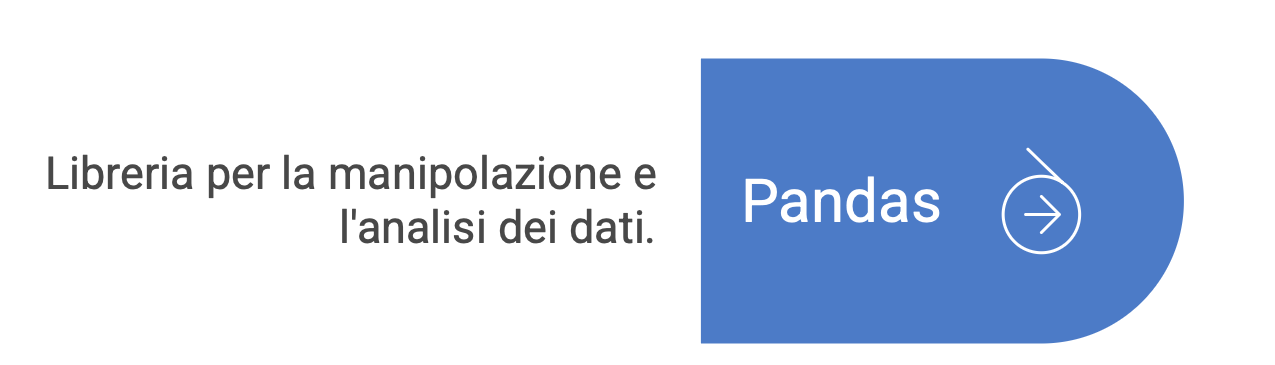 Libreria per la manipolazione e
l'analisi dei dati.
Pandas